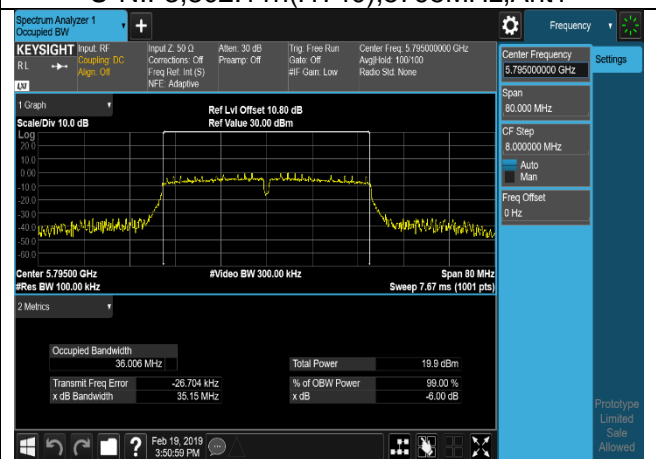 Spectrum Analyzer 1
Occupied BW
Frequency
KEYSIGHT
RL
Input: RF
Coupling: DC
Align: Off
Input Z: 50 Ω
Corrections: Off
Freq Ref: Int (S)
NFE: Adaptive
Atten: 30 dB
Preamp: Off
Trig: Free Run
Gate: Off
#IF Gain: Low
Center Freq: 5.795000000 GHz
Avg|Hold: 100/100
Radio Std: None
Center Frequency
5.795000000 GHz
Settings
Span
80.000 MHz
CF Step
8.000000 MHz
Auto
Man
Freq Offset
0 Hz
1 Graph
Scale/Div 10.0 dB
Ref Lvl Offset 10.80 dB
Ref Value 30.00 dBm
Log
20.0
10.0
0.00
-10.0
-20.0
-30.0
-40.0
-50.0
-60.0
Center 5.79500 GHz
#Res BW 100.00 kHz
#Video BW 300.00 kHz
Span 80 MHz
Sweep 7.67 ms (1001 pts)
2 Metrics
Occupied Bandwidth
36.006 MHz
Total Power 19.9 dBm
Transmit Freq Error -26.704 kHz
% of OBW Power 99.00 %
x dB Bandwidth 35.15 MHz
x dB -6.00 dB
Prototype
Limited
Sale
Allowed
Feb 19, 2019
3:50:59 PM